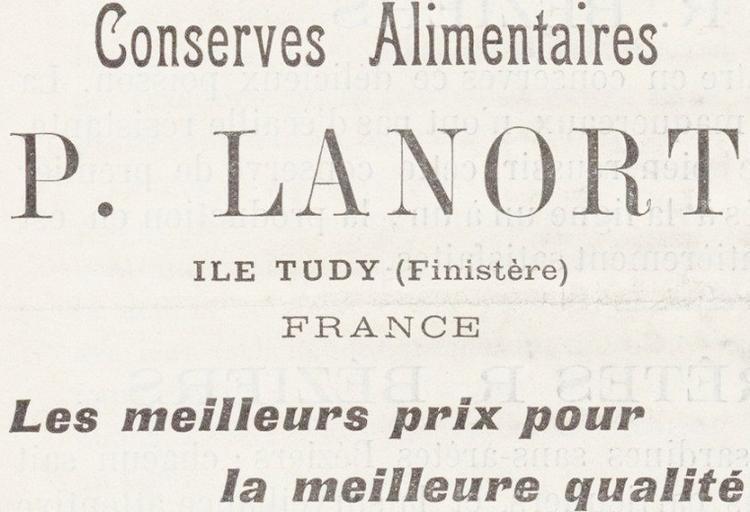 Conserves Alimentaires
P. LANORT
ILE TUDY (Finistère)
FRANCE
Les meilleurs prix pour
la meilleure qualité